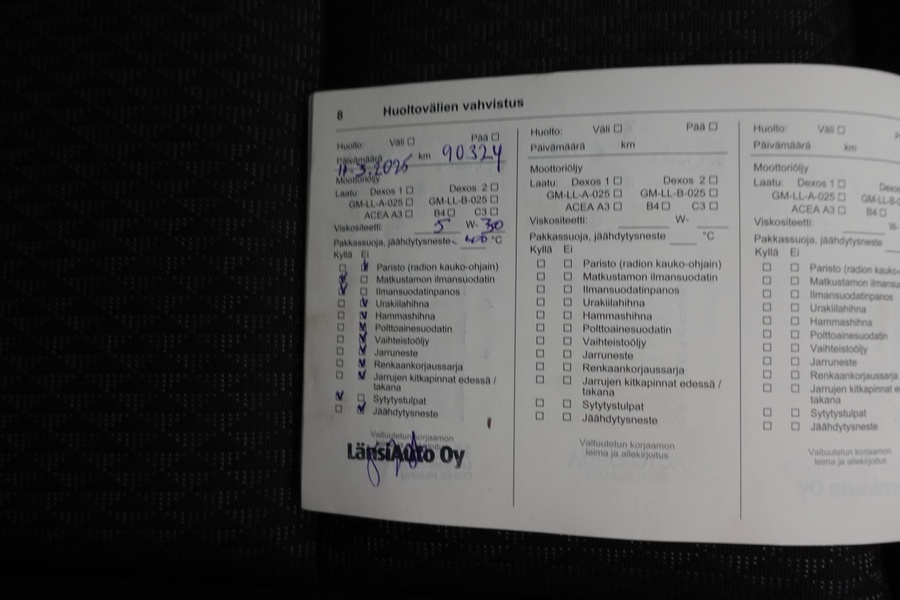 8 Huoltovälien vahvistus
Huolto: Väli Pää
Päivämäärä km 90324
Moottoriöljy
Laatu: Dexos 1 Dexos 2
GM-LL-A-025 GM-LL-B-025
ACEA A3 B4 C3
Viskositeetti: 5 W- 30
Pakkassuoja, jäähdytysneste °C
Kyllä Ei
Paristo (radion kauko-ohjain)
Matkustamon ilmansuodatin
Ilmansuodatinpanos
Urakiilahihna
Hammashihna
Polttoainesuodatin
Vaihteistoöljy
Jarruneste
Renkaankorjaussarja
Jarrujen kitkapinnat edessä /
takana
Sytytystulpat
Jäähdytysneste
Valtuutetun korjaamon
LänsiAuto Oy
Huolto: Väli Pää
Päivämäärä km
Moottoriöljy
Laatu: Dexos 1 Dexos 2
GM-LL-A-025 GM-LL-B-025
ACEA A3 B4 C3
Viskositeetti: W-
Pakkassuoja, jäähdytysneste °C
Kyllä Ei
Paristo (radion kauko-ohjain)
Matkustamon ilmansuodatin
Ilmansuodatinpanos
Urakiilahihna
Hammashihna
Polttoainesuodatin
Vaihteistoöljy
Jarruneste
Renkaankorjaussarja
Jarrujen kitkapinnat edessä /
takana
Sytytystulpat
Jäähdytysneste
Valtuutetun korjaamon
leima ja allekirjoitus
Huolto: Väli
Päivämäärä km
Moottoriöljy
Laatu: Dexos 1
GM-LL-A-025
ACEA A3 B4
Viskositeetti: W-
Pakkassuoja, jäähdytysneste
Kyllä Ei
Paristo (radion
Matkustamon
Ilmansuodatinpanos
Urakiilahihna
Hammashihna
Polttoainesuodatin
Vaihteistoöljy
Jarruneste
Renkaankorjaussarja
Jarrujen kitkapinnat
takana
Sytytystulpat
Jäähdytysneste
Valtuutetun korjaamon
leima ja allekirjoitus